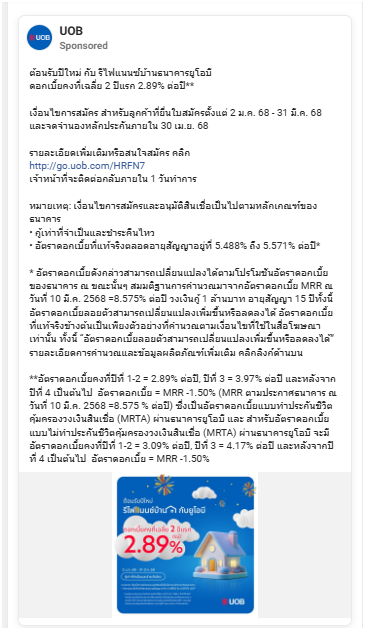 UOB
Sponsored
ต้อนรับปีใหม่ กับ รีไฟแนนซ์บ้านธนาคารยูโอบี
ดอกเบี้ยคงที่เฉลี่ย 2 ปีแรก 2.89% ต่อปี**
เงื่อนไขการสมัคร สำหรับลูกค้าที่ยื่นใบสมัครตั้งแต่ 2 ม.ค. 68 - 31 มี.ค. 68
และจดจำนองหลักประกันภายใน 30 เม.ย. 68
รายละเอียดเพิ่มเติมหรือสนใจสมัคร คลิก
http://go.uob.com/HRFN7
เจ้าหน้าที่จะติดต่อกลับภายใน 1 วันทำการ
หมายเหตุ: เงื่อนไขการสมัครและอนุมัติสินเชื่อเป็นไปตามหลักเกณฑ์ของ
ธนาคาร
• กู้เท่าที่จำเป็นและชำระคืนไหว
• อัตราดอกเบี้ยที่แท้จริงตลอดอายุสัญญาอยู่ที่ 5.488% ถึง 5.571% ต่อปี*
* อัตราดอกเบี้ยดังกล่าวสามารถเปลี่ยนแปลงได้ตามโปรโมชันอัตราดอกเบี้ย
ของธนาคาร ณ ขณะนั้นๆ สมมติฐานการคำนวณมาจากอัตราดอกเบี้ย MRR ณ
วันที่ 10 มี.ค. 2568 =8.575% ต่อปี วงเงินกู้ 1 ล้านบาท อายุสัญญา 15 ปีทั้งนี้
อัตราดอกเบี้ยลอยตัวสามารถเปลี่ยนแปลงเพิ่มขึ้นหรือลดลงได้ อัตราดอกเบี้ย
ที่แท้จริงข้างต้นเป็นเพียงตัวอย่างที่คำนวณตามเงื่อนไขที่ใช้ในสื่อโฆษณา
เท่านั้น ทั้งนี้ "อัตราดอกเบี้ยลอยตัวสามารถเปลี่ยนแปลงเพิ่มขึ้นหรือลดลงได้"
รายละเอียดการคำนวณและข้อมูลผลิตภัณฑ์เพิ่มเติม คลิกลิงก์ด้านบน
**อัตราดอกเบี้ยคงที่ปีที่ 1-2 = 2.89% ต่อปี, ปีที่ 3 = 3.97% ต่อปี และหลังจาก
ปีที่ 4 เป็นต้นไป อัตราดอกเบี้ย = MRR -1.50% (MRR ตามประกาศธนาคาร ณ
วันที่ 10 มี.ค. 2568 =8.575 % ต่อปี) ซึ่งเป็นอัตราดอกเบี้ยแบบทำประกันชีวิต
คุ้มครองวงเงินสินเชื่อ (MRTA) ผ่านธนาคารยูโอบี และ สำหรับอัตราดอกเบี้ย
แบบไม่ทำประกันชีวิตคุ้มครองวงเงินสินเชื่อ (MRTA) ผ่านธนาคารยูโอบี จะมี
อัตราดอกเบี้ยคงที่ปีที่ 1-2 = 3.09% ต่อปี, ปีที่ 3 = 4.17% ต่อปี และหลังจากปี
ที่ 4 เป็นต้นไป อัตราดอกเบี้ย = MRR -1.50%
ต้อนรับปีใหม่
รีไฟแนนซ์บ้าน กับยูโอบี
ดอกเบี้ยคงที่เฉลี่ย 2 ปีแรก
2.89%
ต่อปี
UOB